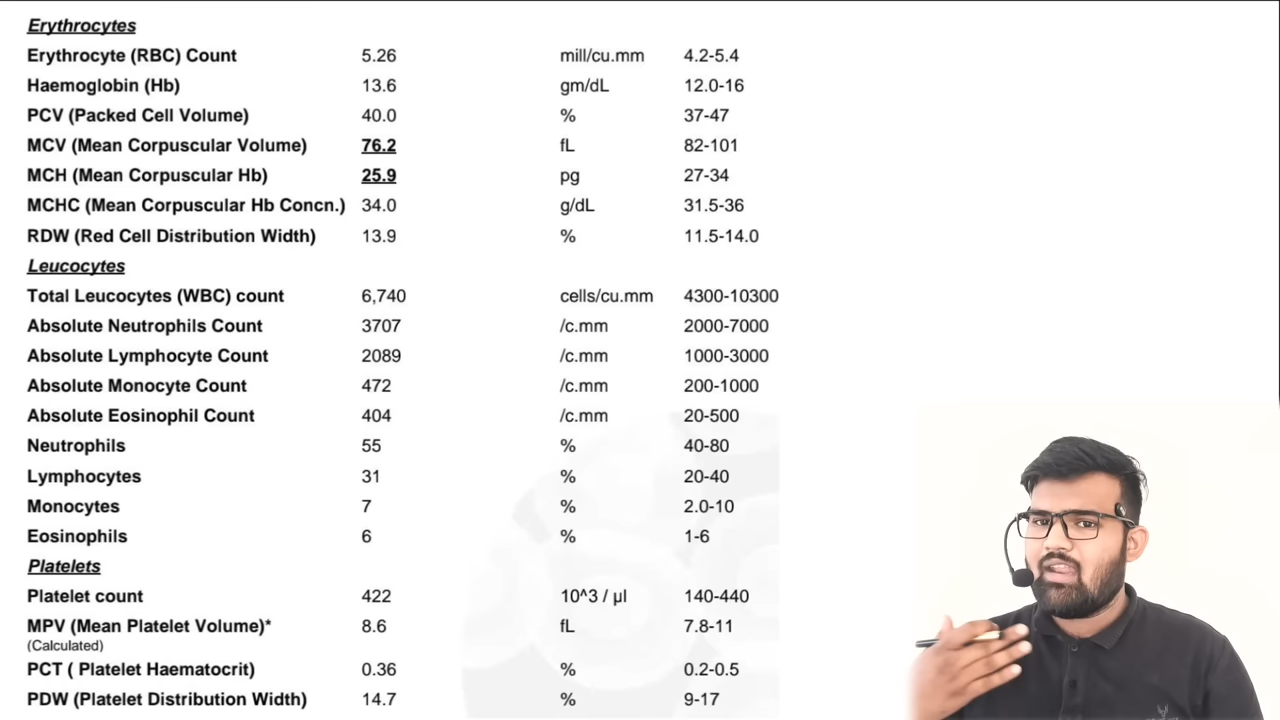 Erythrocytes
Erythrocyte (RBC) Count 5.26 mill/cu.mm 4.2-5.4
Haemoglobin (Hb) 13.6 gm/dL 12.0-16
PCV (Packed Cell Volume) 40.0 % 37-47
MCV (Mean Corpuscular Volume) 76.2 fL 82-101
MCH (Mean Corpuscular Hb) 25.9 pg 27-34
MCHC (Mean Corpuscular Hb Concn.) 34.0 g/dL 31.5-36
RDW (Red Cell Distribution Width) 13.9 % 11.5-14.0
Leucocytes
Total Leucocytes (WBC) count 6,740 cells/cu.mm 4300-10300
Absolute Neutrophils Count 3707 /c.mm 2000-7000
Absolute Lymphocyte Count 2089 /c.mm 1000-3000
Absolute Monocyte Count 472 /c.mm 200-1000
Absolute Eosinophil Count 404 /c.mm 20-500
Neutrophils 55 % 40-80
Lymphocytes 31 % 20-40
Monocytes 7 % 2.0-10
Eosinophils 6 % 1-6
Platelets
Platelet count 422 10^3 / µl 140-440
MPV (Mean Platelet Volume)* 8.6 fL 7.8-11
(Calculated)
PCT ( Platelet Haematocrit) 0.36 % 0.2-0.5
PDW (Platelet Distribution Width) 14.7 % 9-17